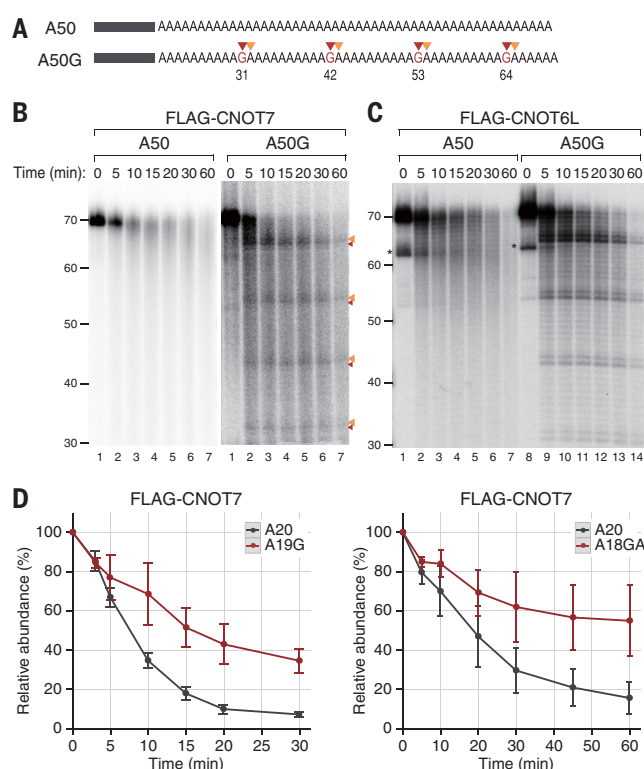 A
A50 AAAAAAAAAAAAAAAAAAAAAAAAAAAAAAAAAAAAAAAAAAAAAAAAAA
A50G AAAAAAAAAAGAAAAAAAAAAGAAAAAAAAAAGAAAAAAAAAAGAAAAAA
31 42 53 64
B
FLAG-CNOT7
A50 A50G
Time (min): 0 5 10 15 20 30 60 0 5 10 15 20 30 60
70
60
50
40
30
1 2 3 4 5 6 7 1 2 3 4 5 6 7
C
FLAG-CNOT6L
A50 A50G
0 5 10 15 20 30 60 0 5 10 15 20 30 60
70
* *
60
50
40
30
1 2 3 4 5 6 7 8 9 10 11 12 13 14
D
FLAG-CNOT7
A20
A19G
Relative abundance (%)
100
80
60
40
20
0
0 5 10 15 20 25 30
Time (min)
FLAG-CNOT7
A20
A18GA
Relative abundance (%)
100
80
60
40
20
0
0 10 20 30 40 50 60
Time (min)